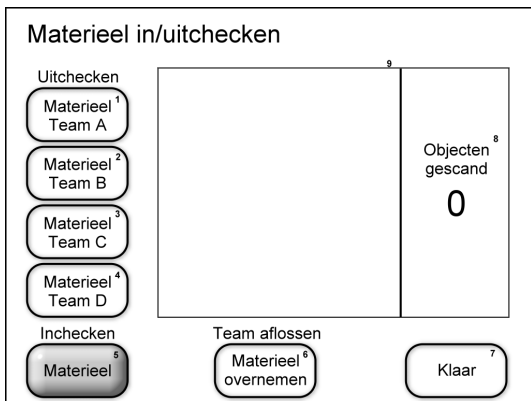 Materieel in/uitchecken
Uitchecken
Materieel 1
Team A
Materieel 2
Team B
Materieel 3
Team C
Materieel 4
Team D
9
Objecten 8
gescand
0
Inchecken
Materieel 5
Team aflossen
Materieel 6
overnemen
Klaar 7